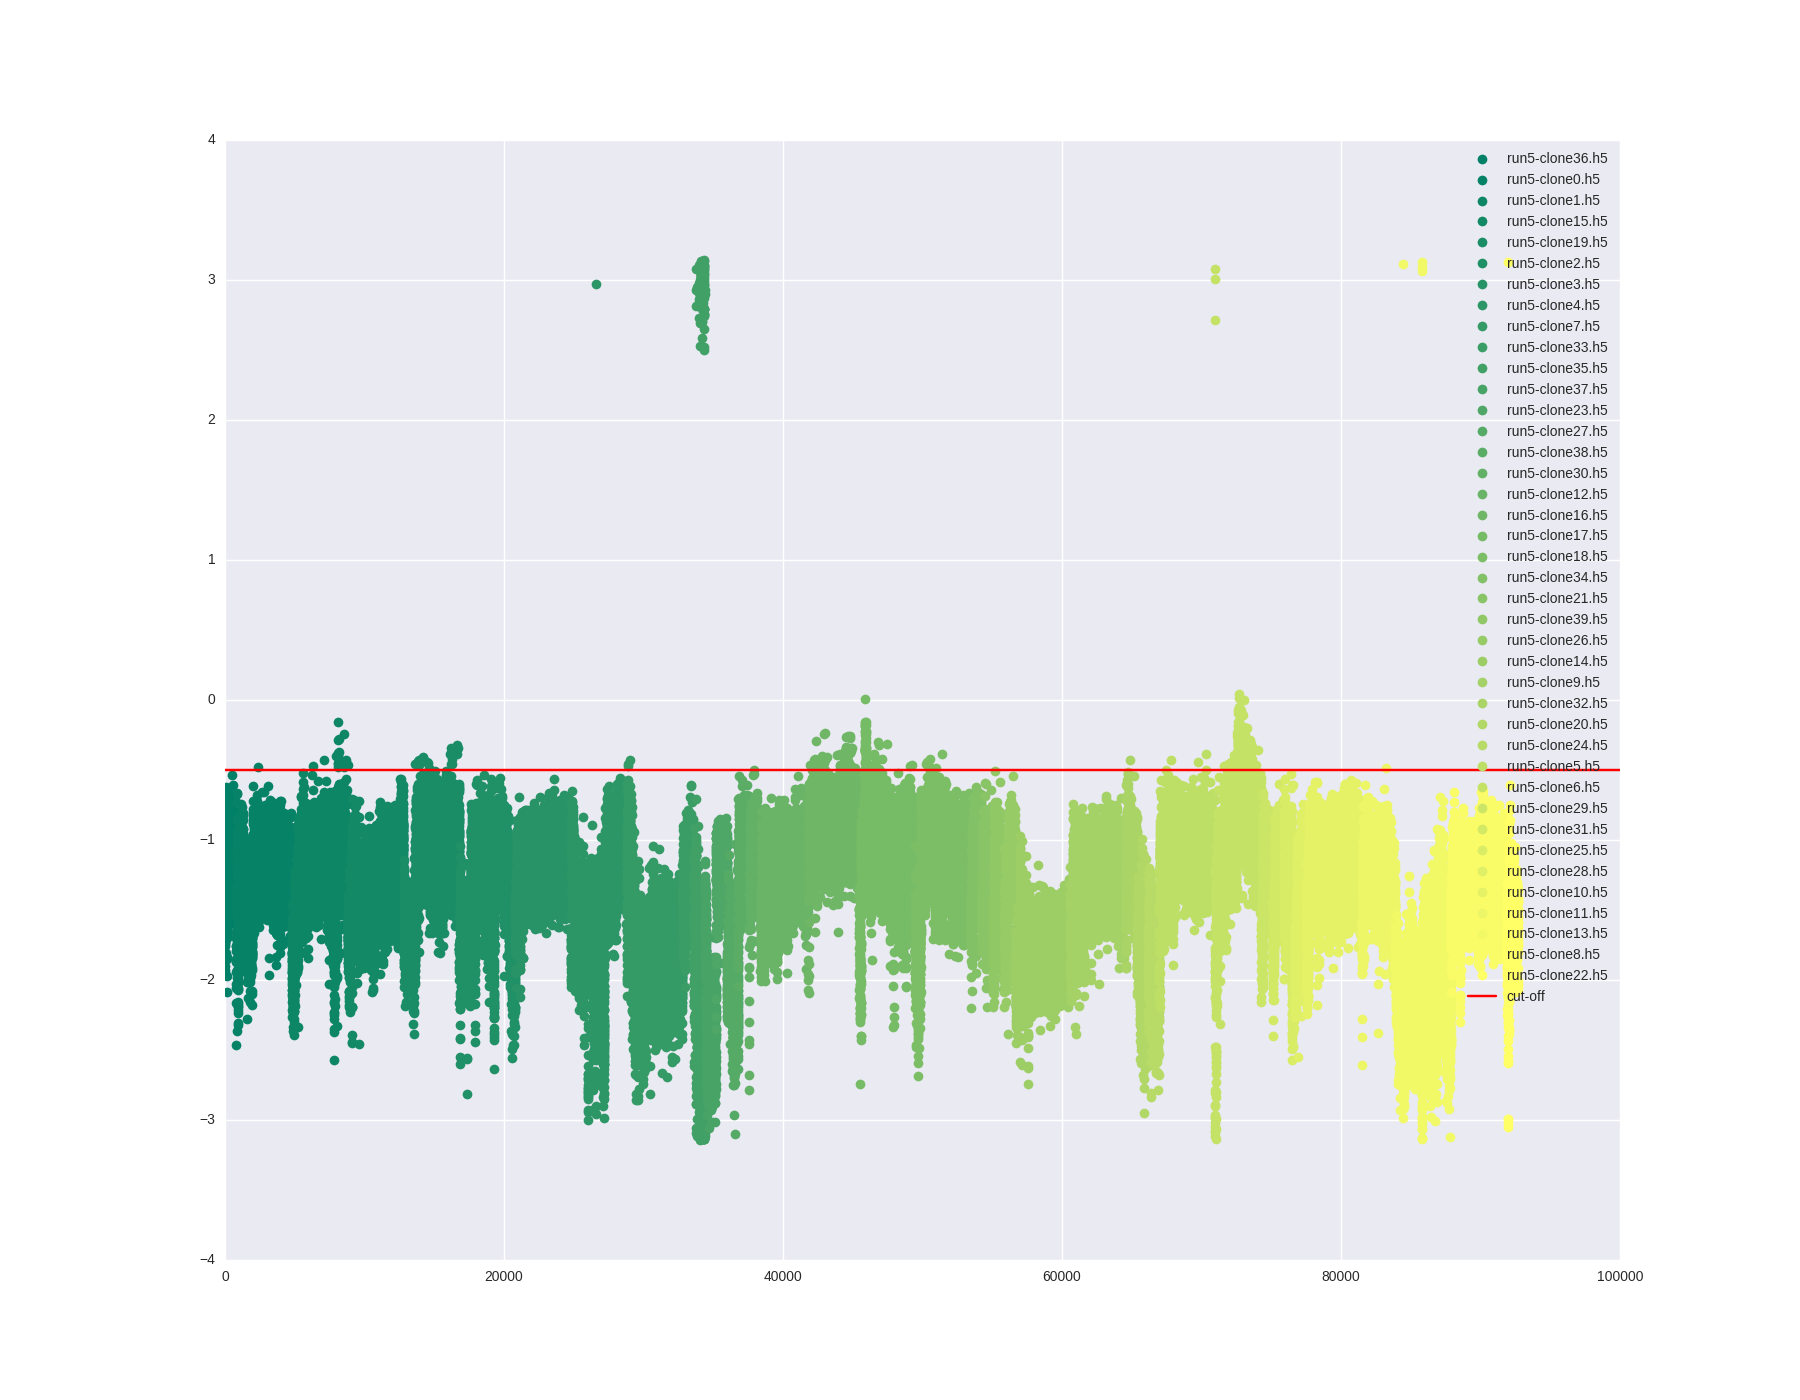 4
3
2
1
0
−1
−2
−3
−4
0
20000
40000
60000
80000
100000
run5-clone36.h5
run5-clone0.h5
run5-clone1.h5
run5-clone15.h5
run5-clone19.h5
run5-clone2.h5
run5-clone3.h5
run5-clone4.h5
run5-clone7.h5
run5-clone33.h5
run5-clone35.h5
run5-clone37.h5
run5-clone23.h5
run5-clone27.h5
run5-clone38.h5
run5-clone30.h5
run5-clone12.h5
run5-clone16.h5
run5-clone17.h5
run5-clone18.h5
run5-clone34.h5
run5-clone21.h5
run5-clone39.h5
run5-clone26.h5
run5-clone14.h5
run5-clone9.h5
run5-clone32.h5
run5-clone20.h5
run5-clone24.h5
run5-clone5.h5
run5-clone6.h5
run5-clone29.h5
run5-clone31.h5
run5-clone25.h5
run5-clone28.h5
run5-clone10.h5
run5-clone11.h5
run5-clone13.h5
run5-clone8.h5
run5-clone22.h5
cut-off